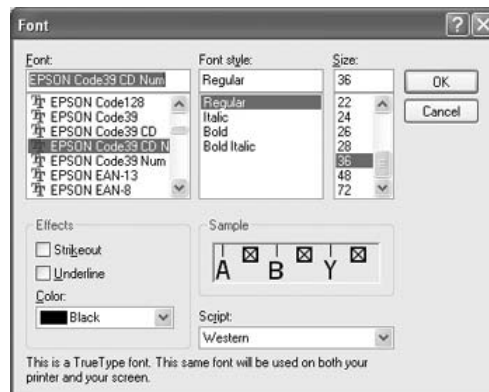 Font
Font:
EPSON Code39 CD Num
EPSON Code128
EPSON Code39
EPSON Code39 CD
EPSON Code39 CD N
EPSON Code39 Num
EPSON EAN-13
EPSON EAN-8
Font style:
Regular
Regular
Italic
Bold
Bold Italic
Size:
36
22
24
26
28
36
48
72
OK
Cancel
Effects
Strikeout
Underline
Color:
Black
Sample
A B Y
Script:
Western
This is a TrueType font. This same font will be used on both your
printer and your screen.